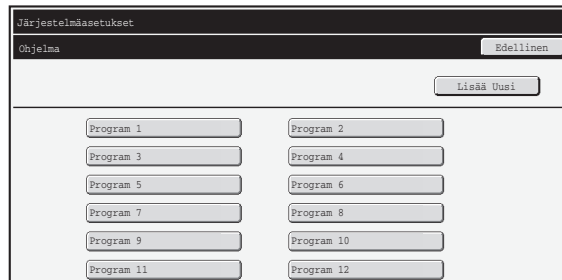 Järjestelmäasetukset
Ohjelma Edellinen
Lisää Uusi
Program 1 Program 2
Program 3 Program 4
Program 5 Program 6
Program 7 Program 8
Program 9 Program 10
Program 11 Program 12